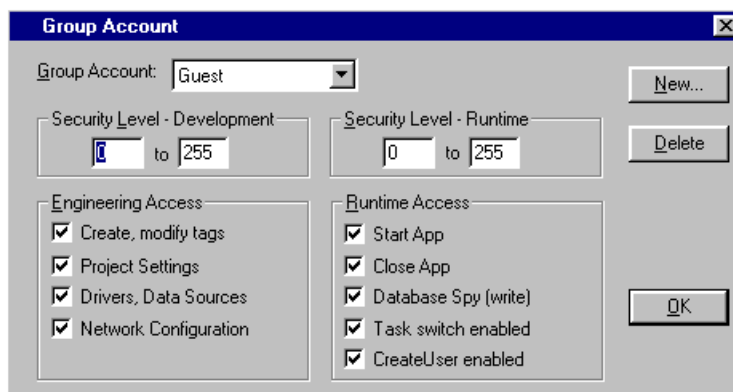 Group Account
Group Account: Guest
New...
Security Level - Development
0 to 255
Security Level - Runtime
0 to 255
Delete
Engineering Access
Create, modify tags
Project Settings
Drivers, Data Sources
Network Configuration
Runtime Access
Start App
Close App
Database Spy (write)
Task switch enabled
CreateUser enabled
OK